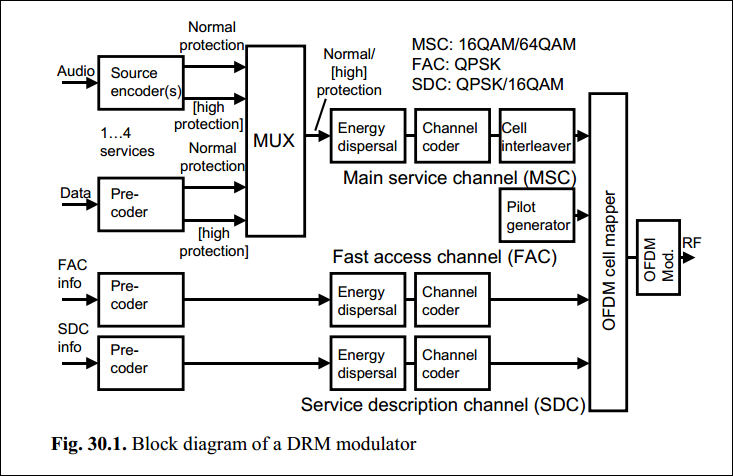 Normal
protection
Audio
Source
encoder(s)
[high
protection]
1…4
services
Normal
protection
Data
Pre-
coder
[high
protection]
MUX
Normal/
[high]
protection
MSC: 16QAM/64QAM
FAC: QPSK
SDC: QPSK/16QAM
Energy
dispersal
Channel
coder
Cell
interleaver
Main service channel (MSC)
Pilot
generator
Fast access channel (FAC)
FAC
info
Pre-
coder
Energy
dispersal
Channel
coder
SDC
info
Pre-
coder
Energy
dispersal
Channel
coder
Service description channel (SDC)
OFDM cell mapper
OFDM
Mod.
RF
Fig. 30.1. Block diagram of a DRM modulator